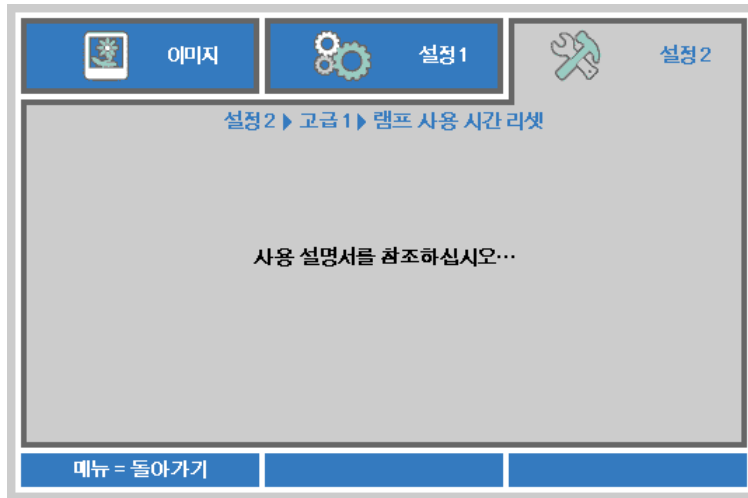 이미지
설정 1
설정 2
설정 2 ▶ 고급 1 ▶ 램프 사용 시간 리셋
사용 설명서를 참조하십시오…
메뉴 = 돌아가기